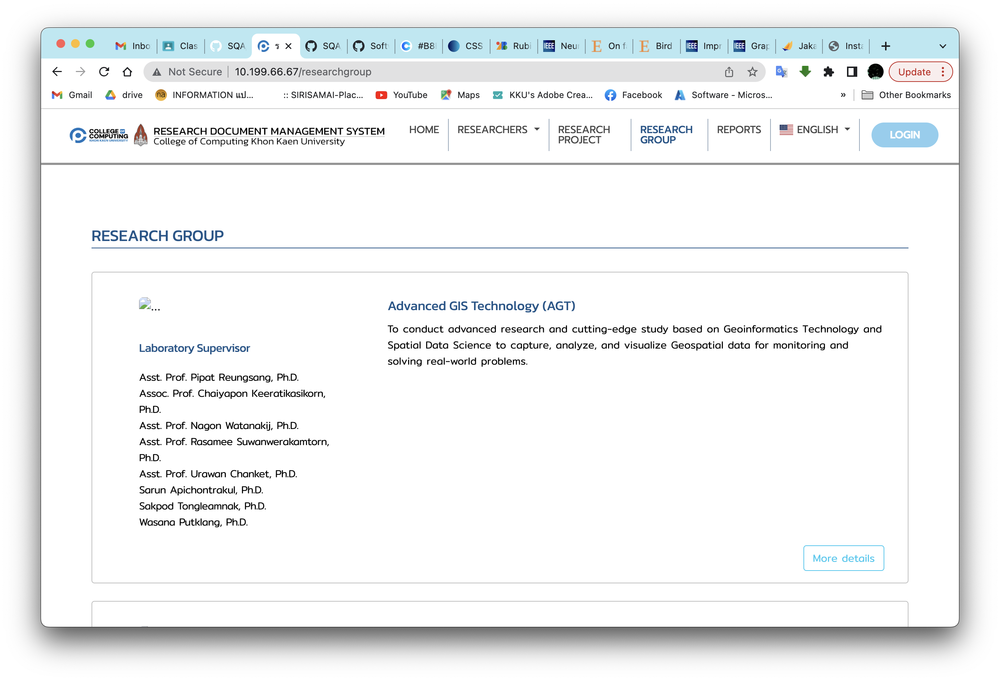 Inbo
Clas
SQA
ร
SQA
Soft
#B8
CSS
Rubi
IEEE Neur
E On f
E Bird
IEEE Impr
IEEE Grap
Jaka
Insta
Not Secure 10.199.66.67/researchgroup
Update
Gmail
drive
กล INFORMATION แป...
:: SIRISAMAI-Plac...
YouTube
Maps
KKU's Adobe Crea...
Facebook
Software - Micros...
»
Other Bookmarks
COLLEGE OF
COMPUTING
KHON KAEN UNIVERSITY
RESEARCH DOCUMENT MANAGEMENT SYSTEM
College of Computing Khon Kaen University
HOME
RESEARCHERS
RESEARCH
PROJECT
RESEARCH
GROUP
REPORTS
ENGLISH
LOGIN
RESEARCH GROUP
...
Laboratory Supervisor
Asst. Prof. Pipat Reungsang, Ph.D.
Assoc. Prof. Chaiyapon Keeratikasikorn,
Ph.D.
Asst. Prof. Nagon Watanakij, Ph.D.
Asst. Prof. Rasamee Suwanwerakamtorn,
Ph.D.
Asst. Prof. Urawan Chanket, Ph.D.
Sarun Apichontrakul, Ph.D.
Sakpod Tongleamnak, Ph.D.
Wasana Putklang, Ph.D.
Advanced GIS Technology (AGT)
To conduct advanced research and cutting-edge study based on Geoinformatics Technology and
Spatial Data Science to capture, analyze, and visualize Geospatial data for monitoring and
solving real-world problems.
More details